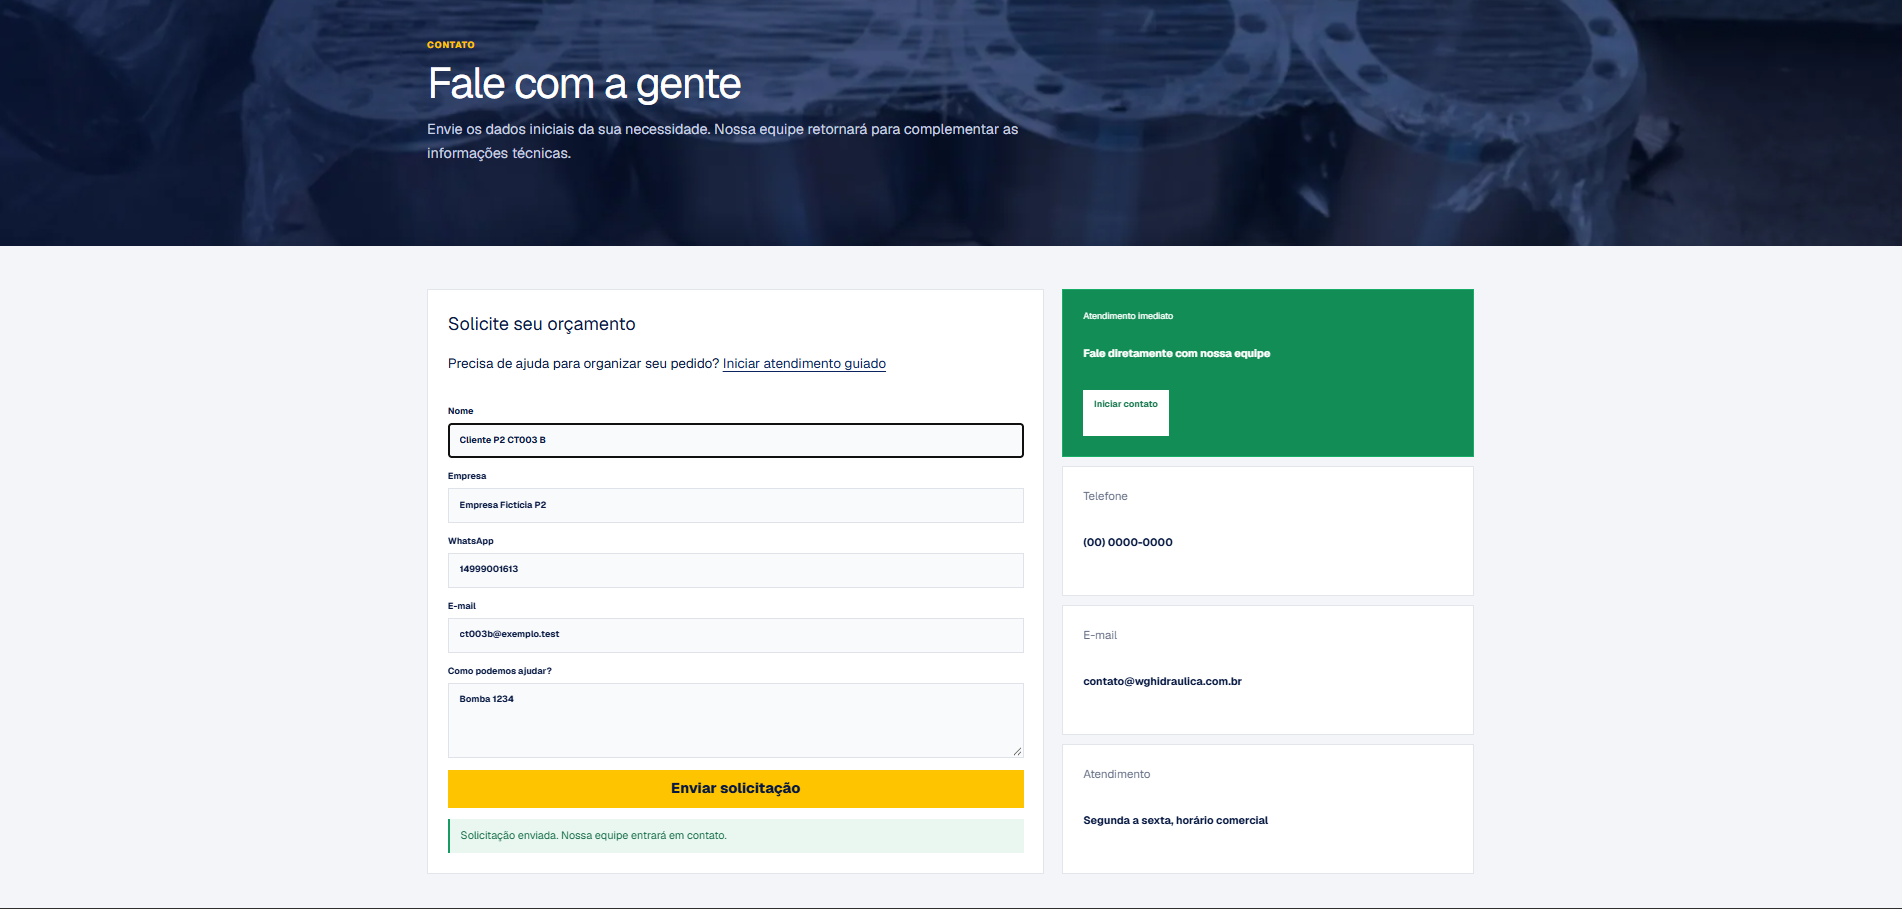 CONTATO
Fale com a gente
Envie os dados iniciais da sua necessidade. Nossa equipe retornará para complementar as
informações técnicas.
Solicite seu orçamento
Precisa de ajuda para organizar seu pedido? Iniciar atendimento guiado
Nome
Cliente P2 CT003 B
Empresa
Empresa Fictícia P2
WhatsApp
14999001613
E-mail
ct003b@exemplo.test
Como podemos ajudar?
Bomba 1234
Enviar solicitação
Solicitação enviada. Nossa equipe entrará em contato.
Atendimento imediato
Fale diretamente com nossa equipe
Iniciar contato
Telefone
(00) 0000-0000
E-mail
contato@wghidraulica.com.br
Atendimento
Segunda a sexta, horário comercial